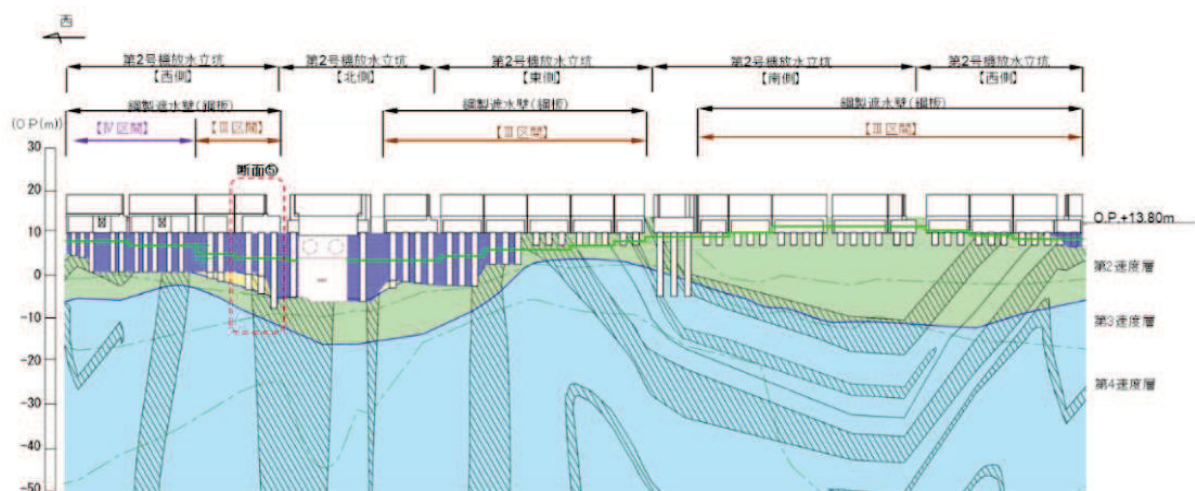 西
第2号機放水立坑 第2号機放水立坑 第2号機放水立坑 第2号機放水立坑 第2号機放水立坑
【西側】 【北側】 【東側】 【南側】 【西側】
鋼製遮水壁(鋼板) 鋼製遮水壁(鋼板) 鋼製遮水壁(鋼板)
(O.P.(m)) 【Ⅳ区間】 【Ⅲ区間】 【Ⅲ区間】 【Ⅲ区間】
30
断面⑤
20
O.P.+13.80m
10
第2速度層
0
-10
第3速度層
-20
第4速度層
-30
-40
-50